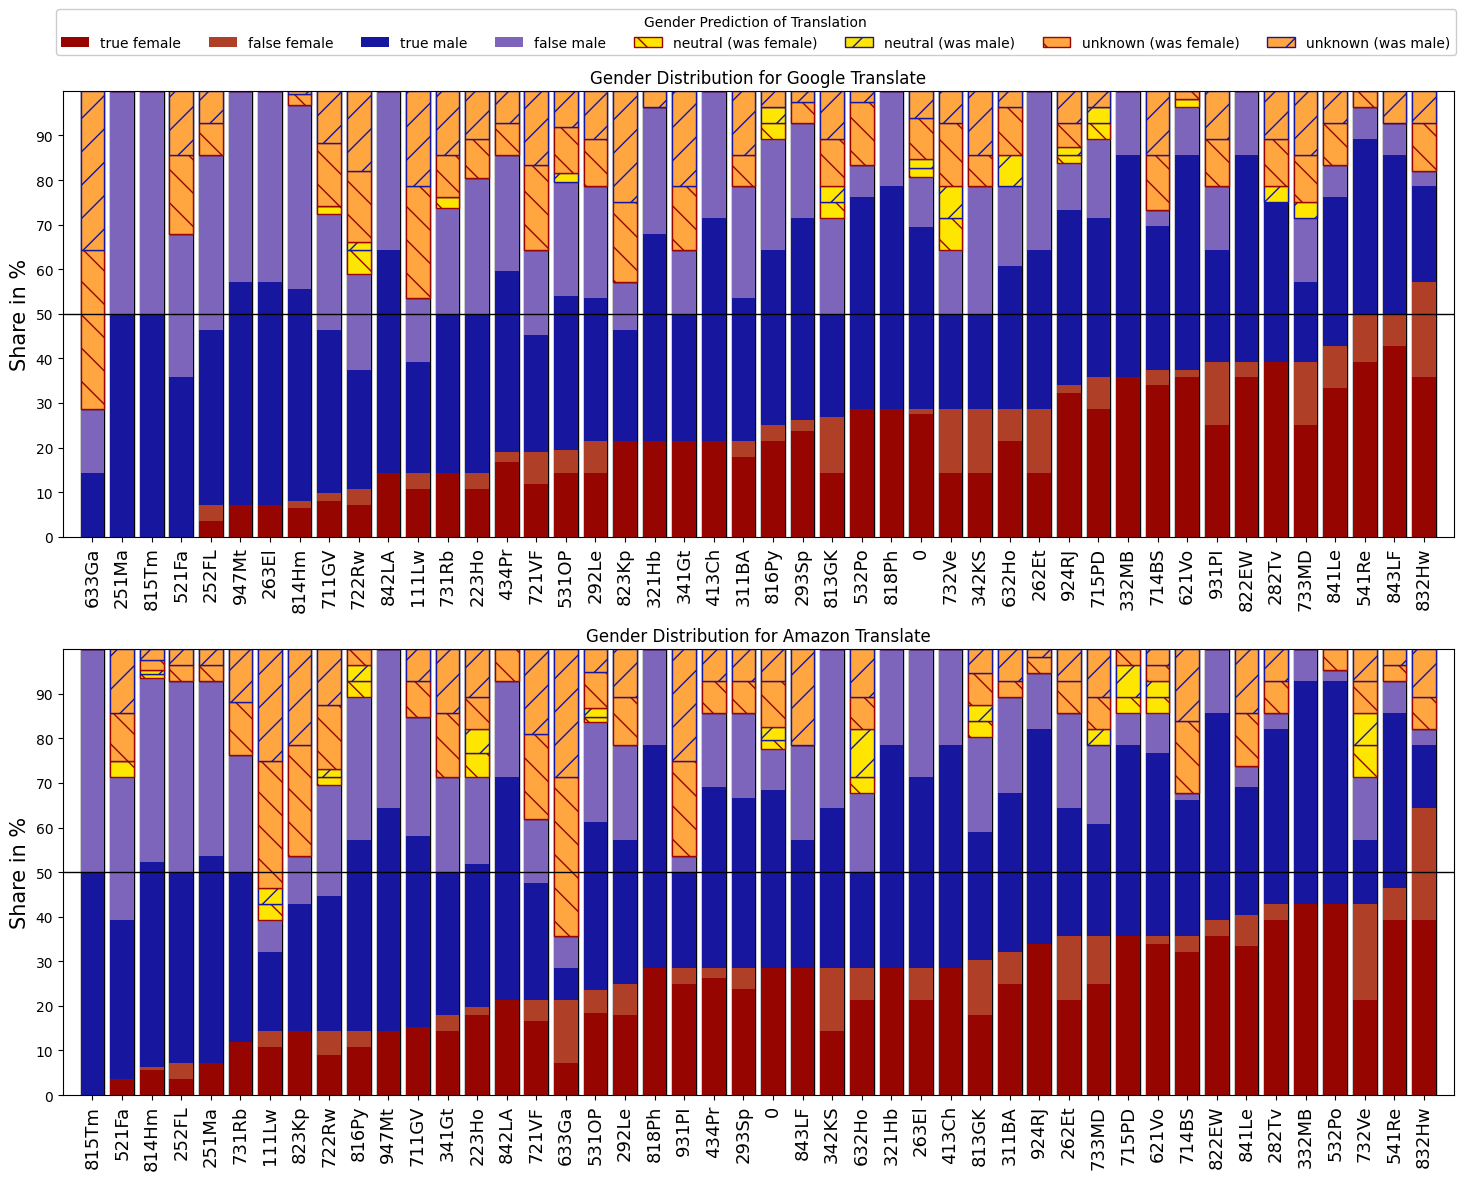 Gender Prediction of Translation
true female false female true male false male neutral (was female) neutral (was male) unknown (was female) unknown (was male)
Gender Distribution for Google Translate
90
80
70
60
50
40
30
20
10
0
Share in %
633Ga 251Ma 815Tm 521Fa 252FL 947Mt 263El 814Hm 711GV 722Rw 842LA 111Lw 731Rb 223Ho 434Pr 721VF 531OP 292Le 823Kp 321Hb 341Gt 413Ch 311BA 816Py 293Sp 813GK 532Po 818Ph 0 732Ve 342KS 632Ho 262Et 924RJ 715PD 332MB 714BS 621Vo 931Pl 822EW 282Tv 733MD 841Le 541Re 843LF 832Hw
Gender Distribution for Amazon Translate
90
80
70
60
50
40
30
20
10
0
Share in %
815Tm 521Fa 814Hm 252FL 251Ma 731Rb 111Lw 823Kp 722Rw 816Py 947Mt 711GV 341Gt 223Ho 842LA 721VF 633Ga 531OP 292Le 818Ph 931Pl 434Pr 293Sp 0 843LF 342KS 632Ho 321Hb 263El 413Ch 813GK 311BA 924RJ 262Et 733MD 715PD 621Vo 714BS 822EW 841Le 282Tv 332MB 532Po 732Ve 541Re 832Hw